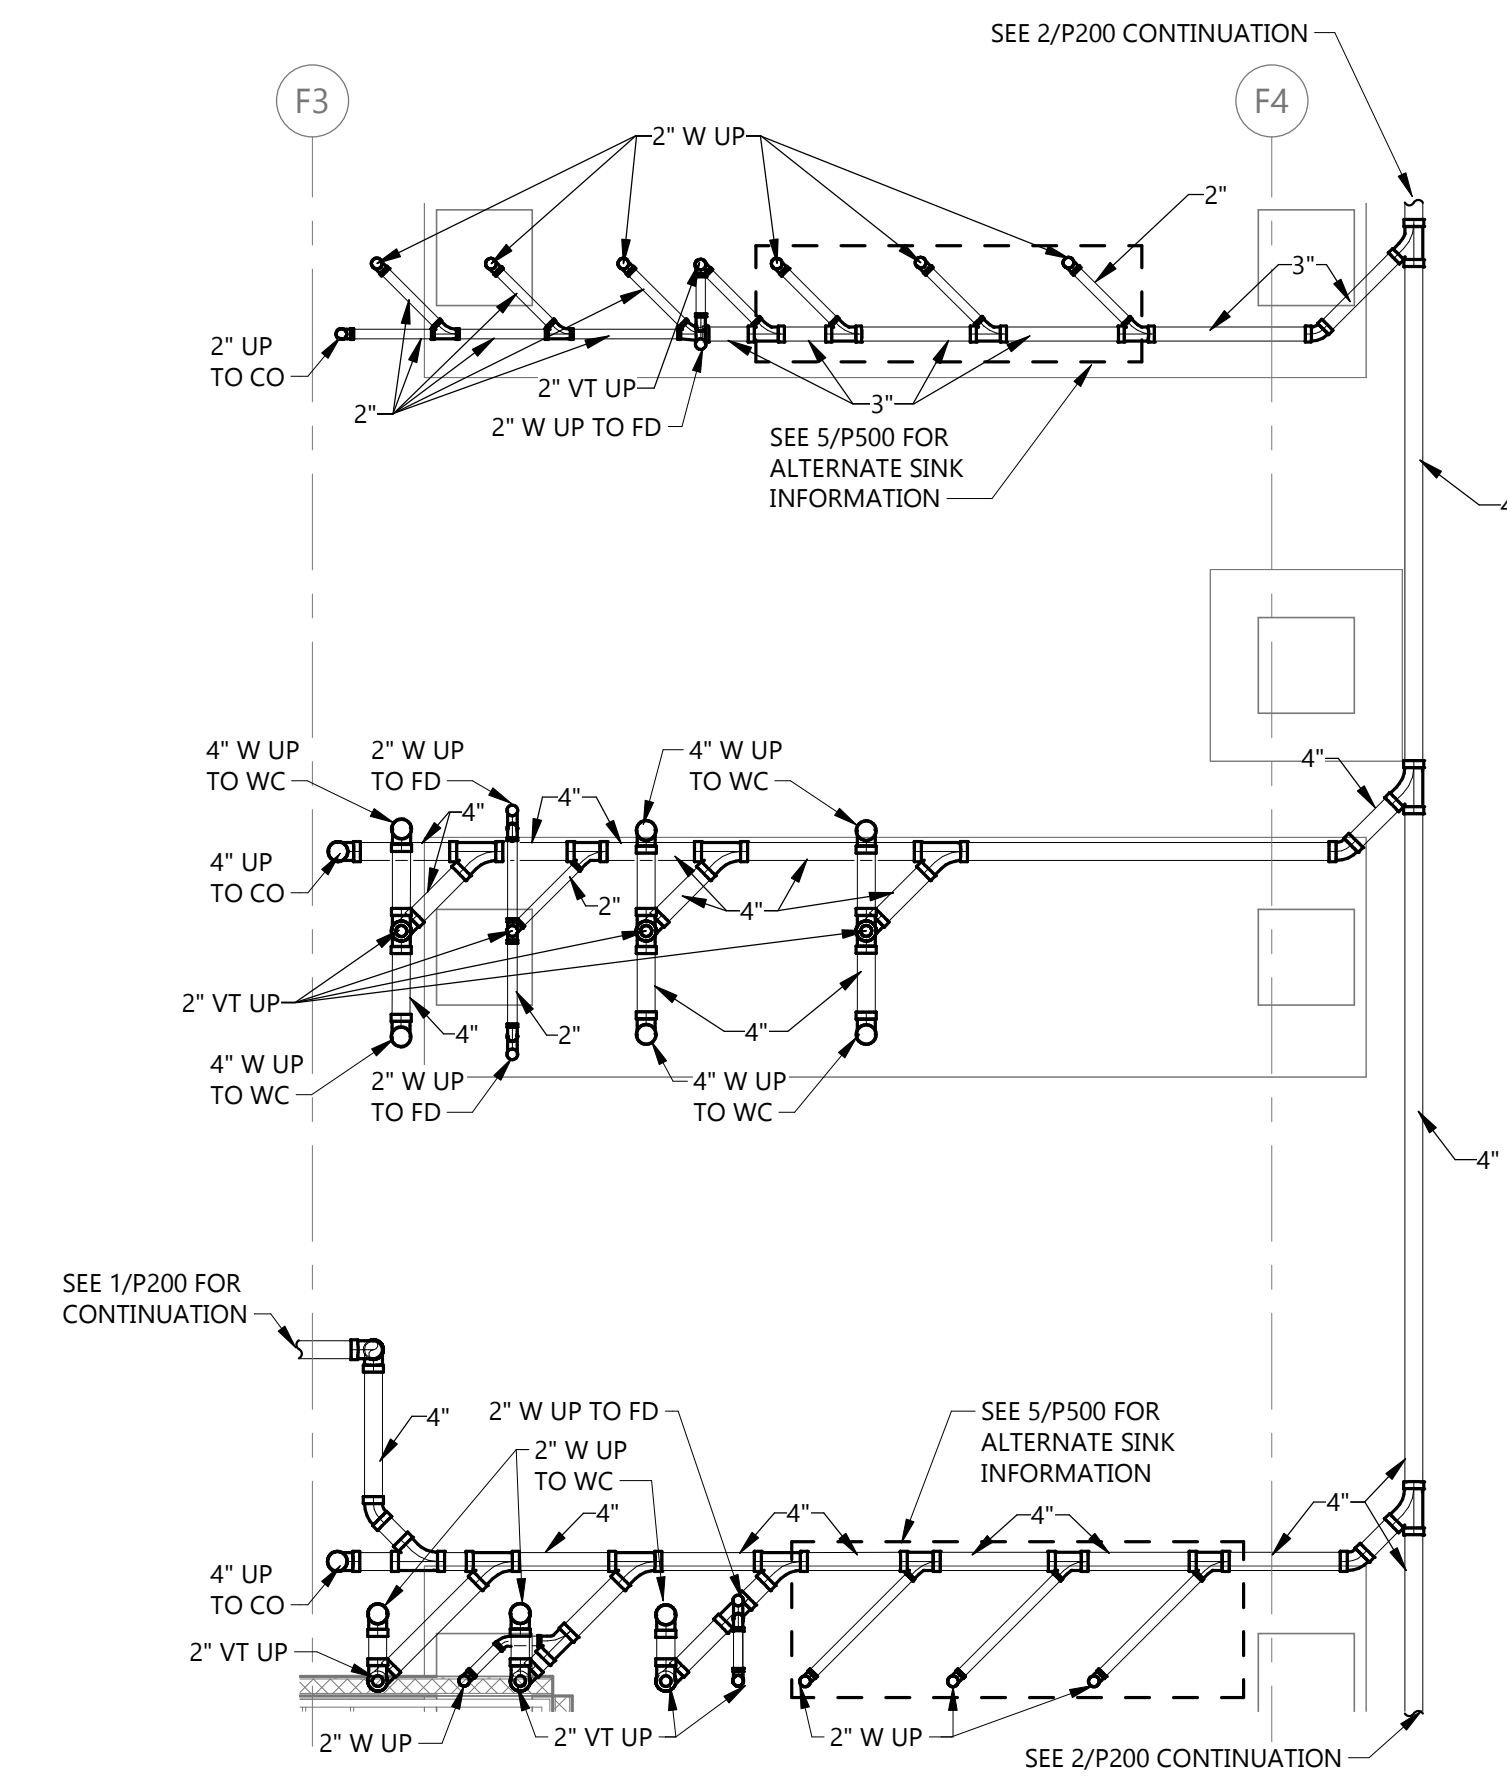 SEE 2/P200 CONTINUATION
F3
F4
2" W UP
2"
3"
2" UP
TO CO
2"
2" VT UP
2" W UP TO FD
3"
SEE 5/P500 FOR
ALTERNATE SINK
INFORMATION
4
4" W UP
TO WC
2" W UP
TO FD
4" W UP
TO WC
4"
4"
4"
4" UP
TO CO
2"
4"
2" VT UP
4"
2"
4"
4" W UP
TO WC
2" W UP
TO FD
4" W UP
TO WC
4"
SEE 1/P200 FOR
CONTINUATION
4"
2" W UP TO FD
2" W UP
TO WC
SEE 5/P500 FOR
ALTERNATE SINK
INFORMATION
4"
4"
4"
4"
4" UP
TO CO
2" VT UP
2" W UP
2" VT UP
2" W UP
SEE 2/P200 CONTINUATION